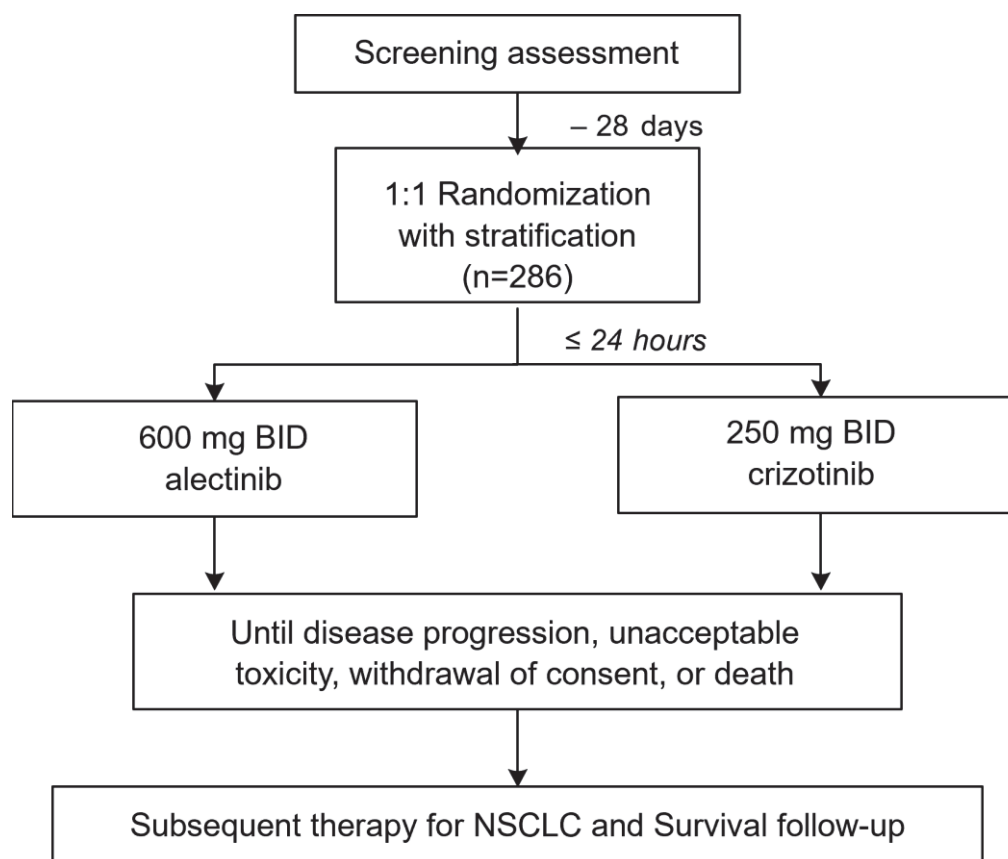 Screening assessment
– 28 days
1:1 Randomization
with stratification
(n=286)
≤ 24 hours
600 mg BID
alectinib
250 mg BID
crizotinib
Until disease progression, unacceptable
toxicity, withdrawal of consent, or death
Subsequent therapy for NSCLC and Survival follow-up